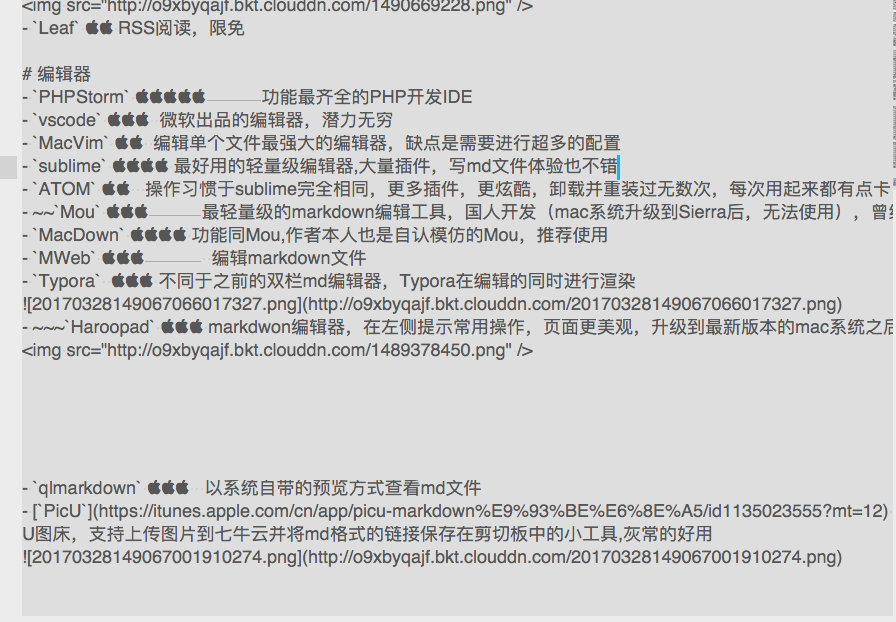 <img src="http://o9xbyqajf.bkt.clouddn.com/1490669228.png" />
- `Leaf` 🍎🍎 RSS阅读，限免
# 编辑器
- `PHPStorm` 🍎🍎🍎🍎🍎———功能最齐全的PHP开发IDE
- `vscode` 🍎🍎🍎 微软出品的编辑器，潜力无穷
- `MacVim` 🍎🍎 编辑单个文件最强大的编辑器，缺点是需要进行超多的配置
- `sublime` 🍎🍎🍎🍎 最好用的轻量级编辑器,大量插件，写md文件体验也不错
- `ATOM` 🍎🍎 操作习惯于sublime完全相同，更多插件，更炫酷，卸载并重装过无数次，每次用起来都有点卡
- ~~`Mou` 🍎🍎🍎———最轻量级的markdown编辑工具，国人开发（mac系统升级到Sierra后，无法使用），曾经
- `MacDown` 🍎🍎🍎🍎 功能同Mou,作者本人也是自认模仿的Mou，推荐使用
- `MWeb` 🍎🍎🍎——— 编辑markdown文件
- `Typora` 🍎🍎🍎 不同于之前的双栏md编辑器，Typora在编辑的同时进行渲染
![20170328149067066017327.png](http://o9xbyqajf.bkt.clouddn.com/20170328149067066017327.png)
- ~~~`Haroopad` 🍎🍎🍎 markdwon编辑器，在左侧提示常用操作，页面更美观，升级到最新版本的mac系统之后
<img src="http://o9xbyqajf.bkt.clouddn.com/1489378450.png" />
- `qlmarkdown` 🍎🍎🍎 以系统自带的预览方式查看md文件
- [`PicU`](https://itunes.apple.com/cn/app/picu-markdown%E9%93%BE%E6%8E%A5/id1135023555?mt=12)
U图床，支持上传图片到七牛云并将md格式的链接保存在剪切板中的小工具,灰常的好用
![20170328149067001910274.png](http://o9xbyqajf.bkt.clouddn.com/20170328149067001910274.png)